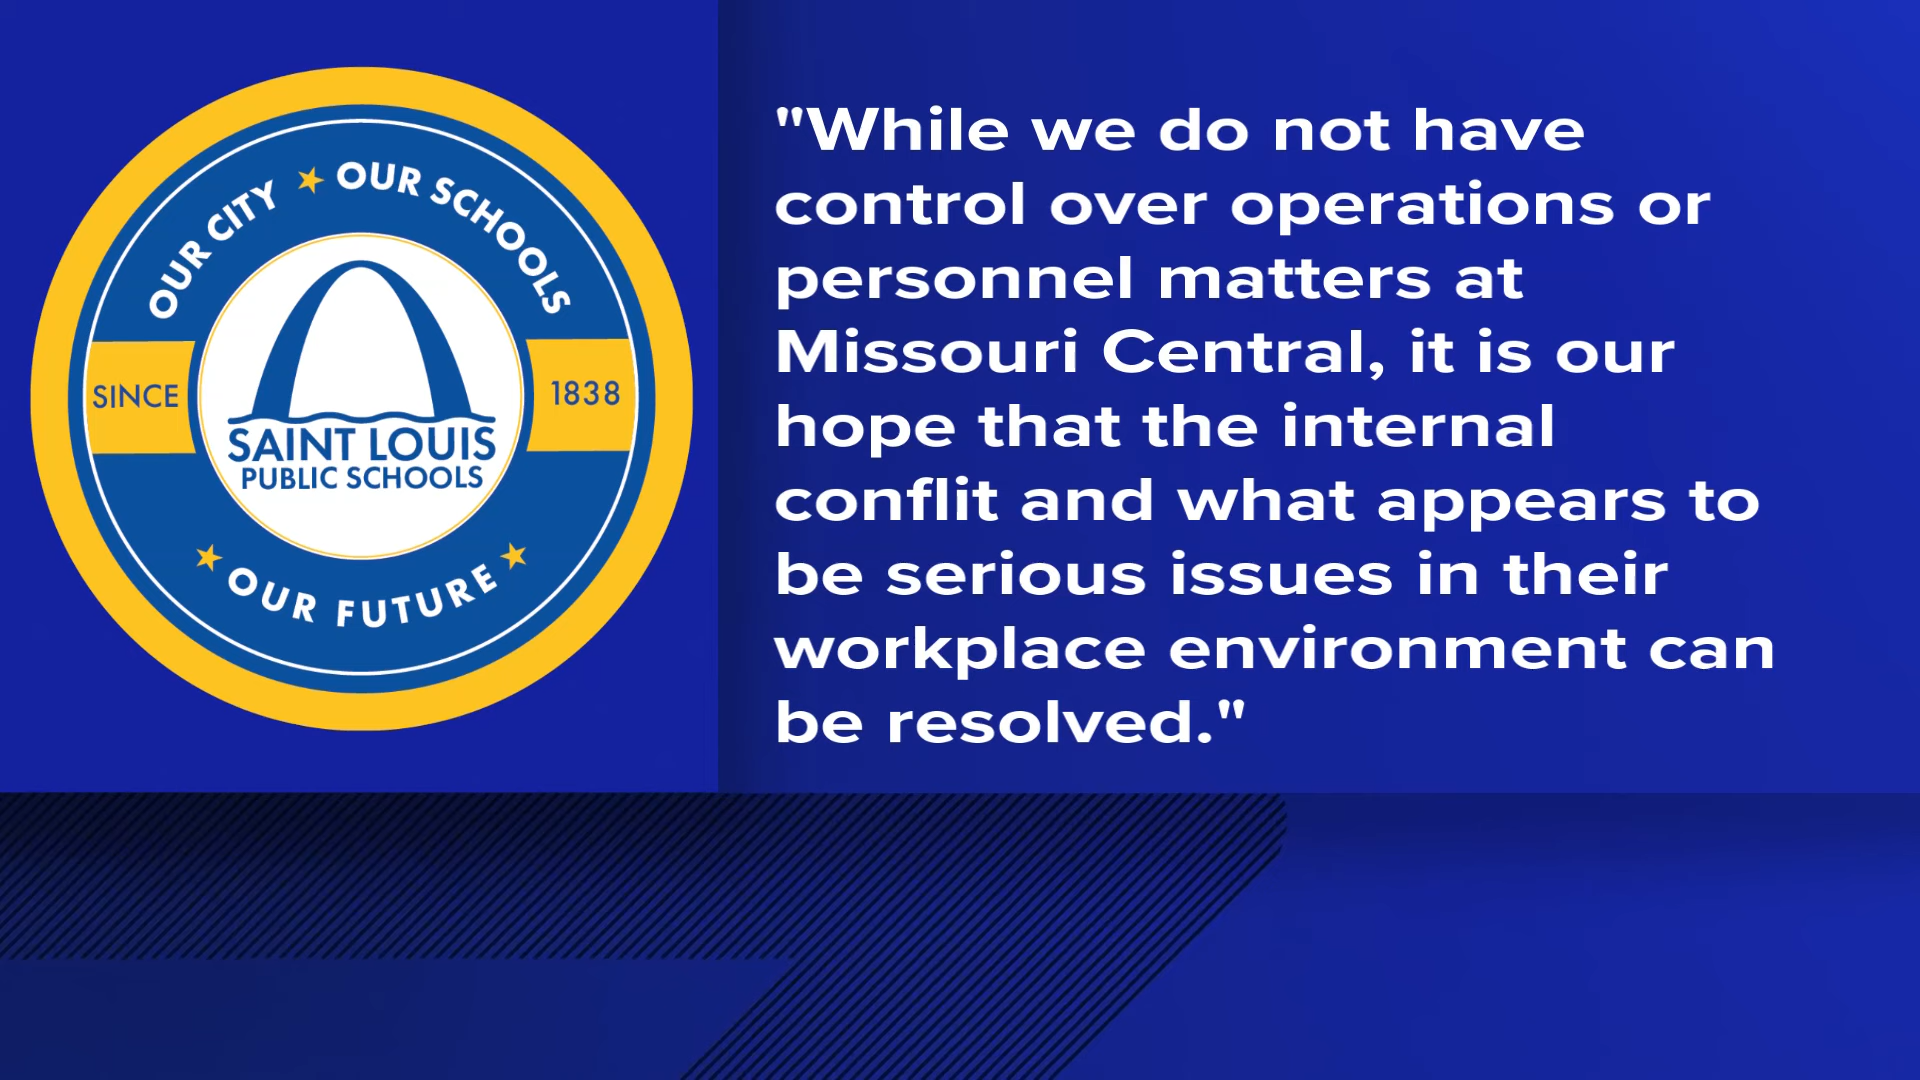 OUR CITY ★ OUR SCHOOLS
SINCE
1838
SAINT LOUIS
PUBLIC SCHOOLS
★ OUR FUTURE ★
"While we do not have
control over operations or
personnel matters at
Missouri Central, it is our
hope that the internal
conflit and what appears to
be serious issues in their
workplace environment can
be resolved."